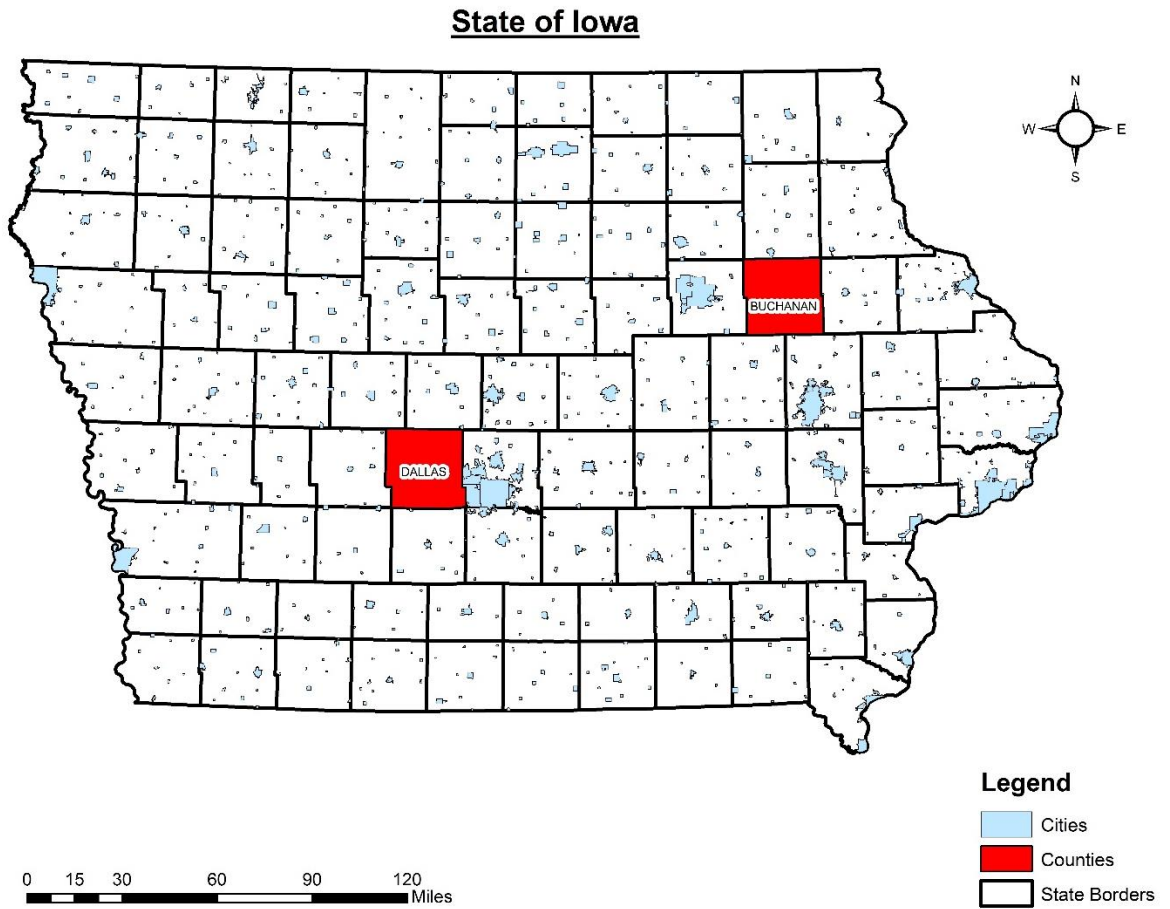 State of Iowa
N
W E
S
BUCHANAN
DALLAS
Legend
Cities
Counties
State Borders
0 15 30 60 90 120
Miles